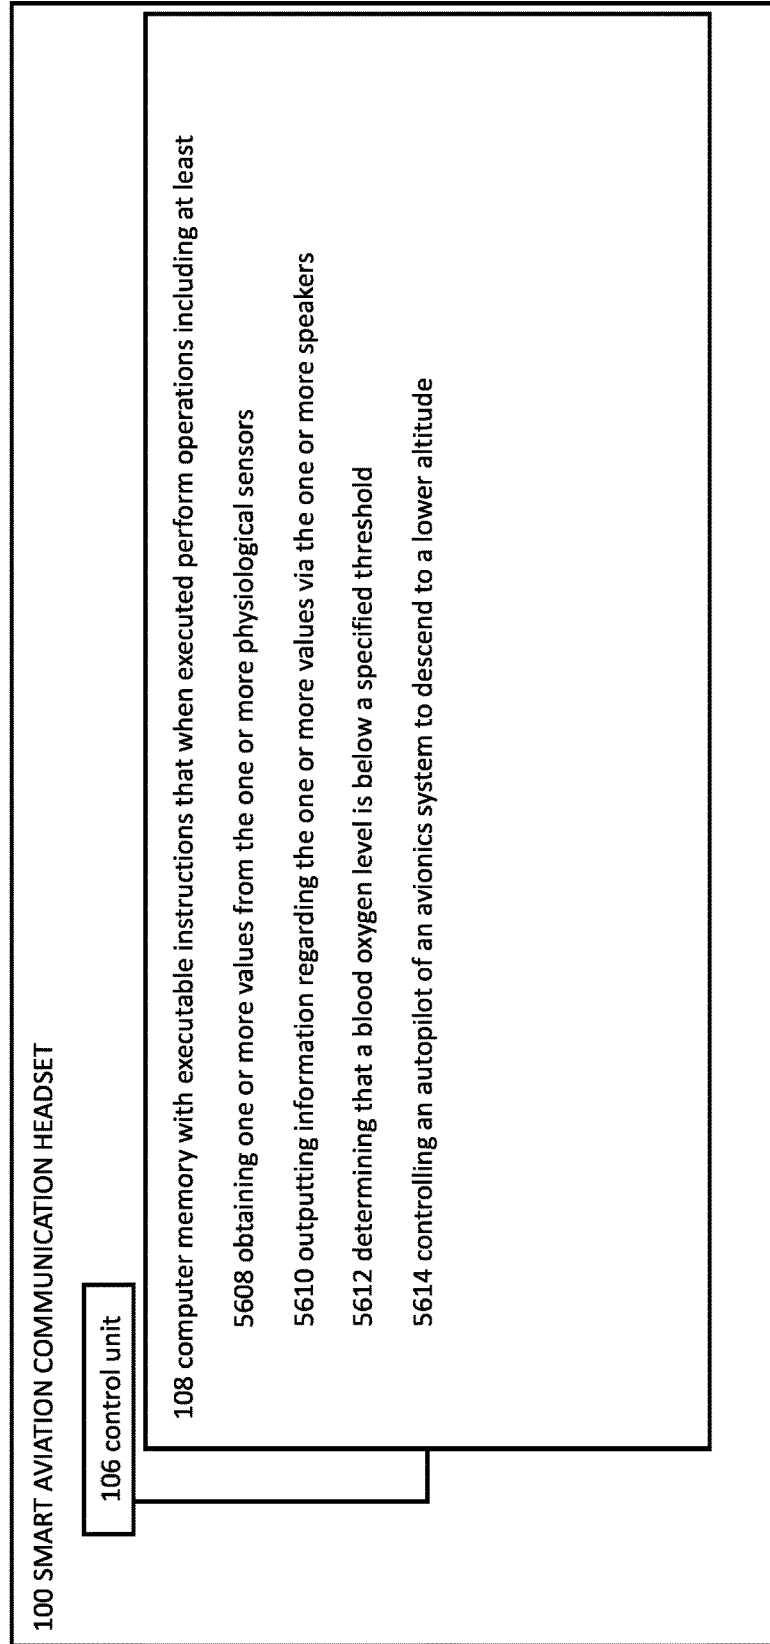 100 SMART AVIATION COMMUNICATION HEADSET
106 control unit
108 computer memory with executable instructions that when executed perform operations including at least
5608 obtaining one or more values from the one or more physiological sensors
5610 outputting information regarding the one or more values via the one or more speakers
5612 determining that a blood oxygen level is below a specified threshold
5614 controlling an autopilot of an avionics system to descend to a lower altitude